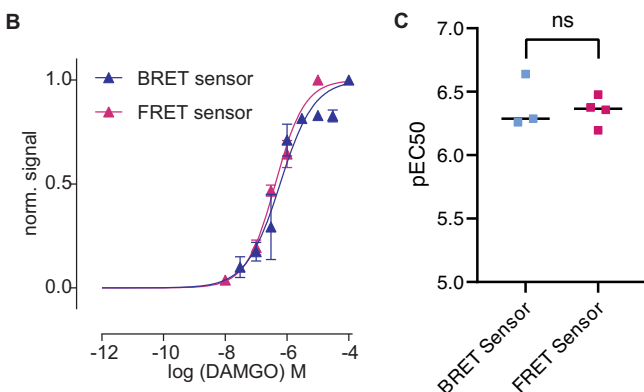 B
BRET sensor
FRET sensor
norm. signal
1.0
0.5
0.0
-12
-10
-8
-6
-4
log (DAMGO) M
C
ns
pEC50
7.0
6.5
6.0
5.5
5.0
BRET Sensor
FRET Sensor